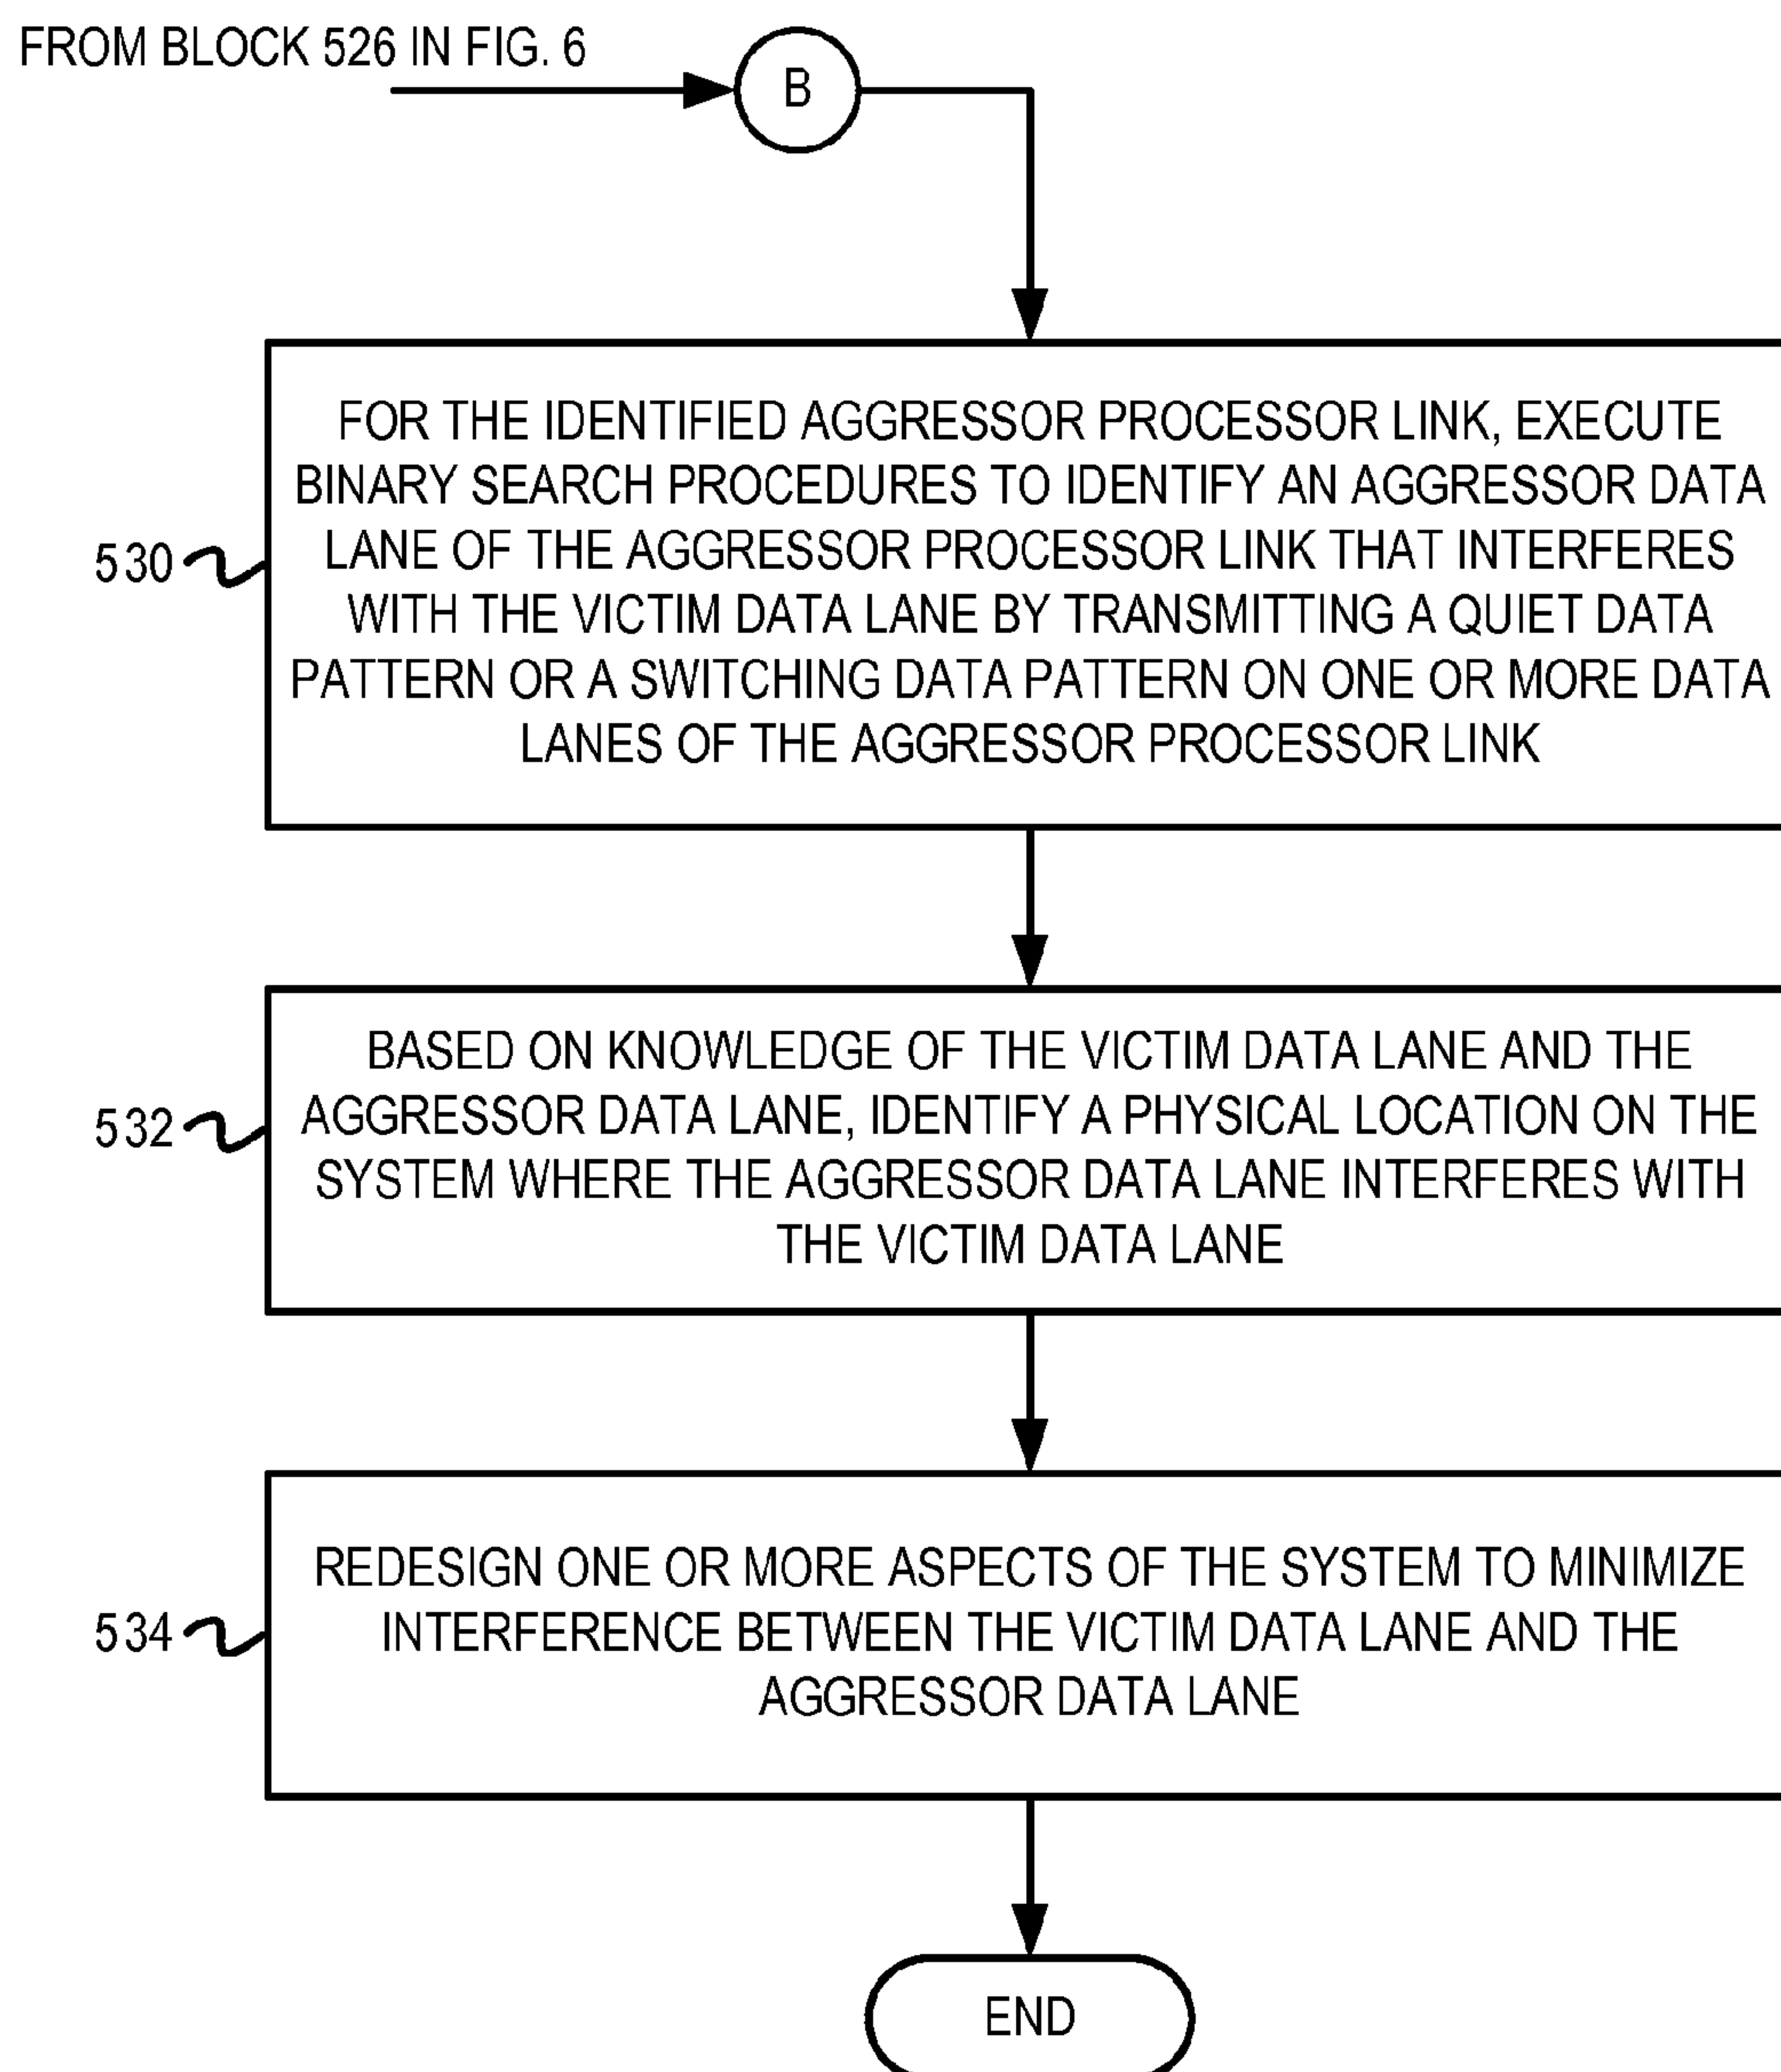 FROM BLOCK 526 IN FIG. 6
B
FOR THE IDENTIFIED AGGRESSOR PROCESSOR LINK, EXECUTE
BINARY SEARCH PROCEDURES TO IDENTIFY AN AGGRESSOR DATA
LANE OF THE AGGRESSOR PROCESSOR LINK THAT INTERFERES
WITH THE VICTIM DATA LANE BY TRANSMITTING A QUIET DATA
PATTERN OR A SWITCHING DATA PATTERN ON ONE OR MORE DATA
LANES OF THE AGGRESSOR PROCESSOR LINK
530
BASED ON KNOWLEDGE OF THE VICTIM DATA LANE AND THE
AGGRESSOR DATA LANE, IDENTIFY A PHYSICAL LOCATION ON THE
SYSTEM WHERE THE AGGRESSOR DATA LANE INTERFERES WITH
THE VICTIM DATA LANE
532
REDESIGN ONE OR MORE ASPECTS OF THE SYSTEM TO MINIMIZE
INTERFERENCE BETWEEN THE VICTIM DATA LANE AND THE
AGGRESSOR DATA LANE
534
END